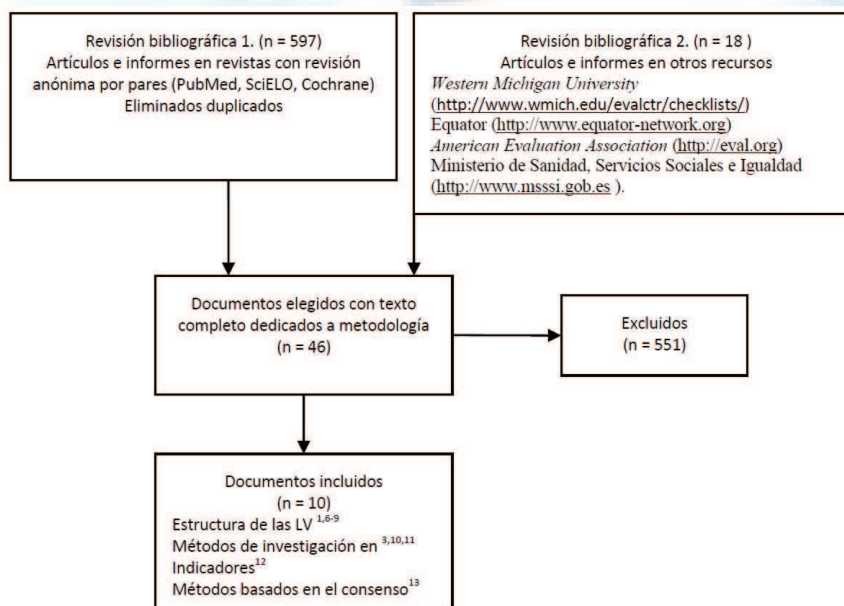 Revisión bibliográfica 1. (n = 597)
Artículos e informes en revistas con revisión
anónima por pares (PubMed, SciELO, Cochrane)
Eliminados duplicados
Revisión bibliográfica 2. (n = 18 )
Artículos e informes en otros recursos
Western Michigan University
(http://www.wmich.edu/evalctr/checklists/)
Equator (http://www.equator-network.org)
American Evaluation Association (http://eval.org)
Ministerio de Sanidad, Servicios Sociales e Igualdad
(http://www.msssi.gob.es ).
Documentos elegidos con texto
completo dedicados a metodología
(n = 46)
Excluidos
(n = 551)
Documentos incluidos
(n = 10)
Estructura de las LV 1,6-9
Métodos de investigación en 3,10,11
Indicadores12
Métodos basados en el consenso13